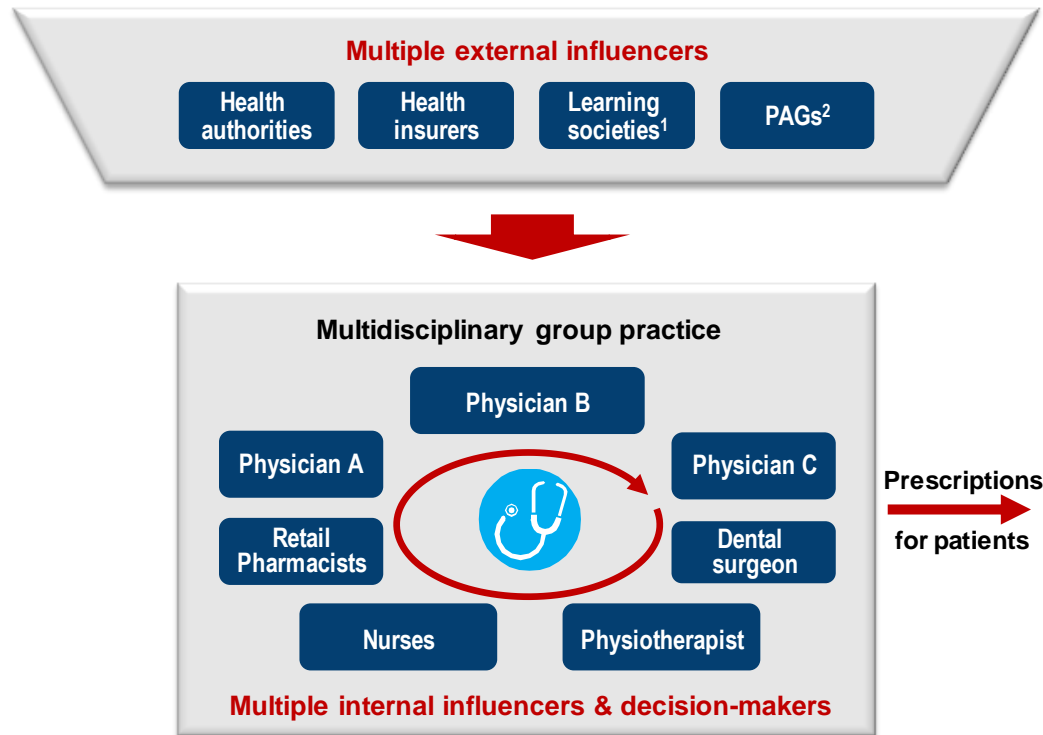 Multiple external influencers
Health
authorities
Health
insurers
Learning
societies¹
PAGs²
Multidisciplinary group practice
Physician B
Physician A
Physician C
Retail
Pharmacists
Dental
surgeon
Nurses
Physiotherapist
Multiple internal influencers & decision-makers
Prescriptions
for patients